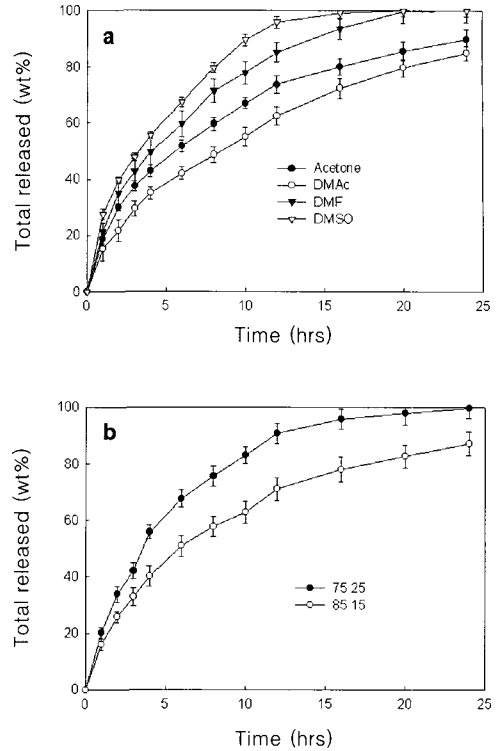 a
Total released (wt%)
100
80
60
40
20
0
Acetone
DMAc
DMF
DMSO
0 5 10 15 20 25
Time (hrs)
b
Total released (wt%)
100
80
60
40
20
0
75 25
85 15
0 5 10 15 20 25
Time (hrs)